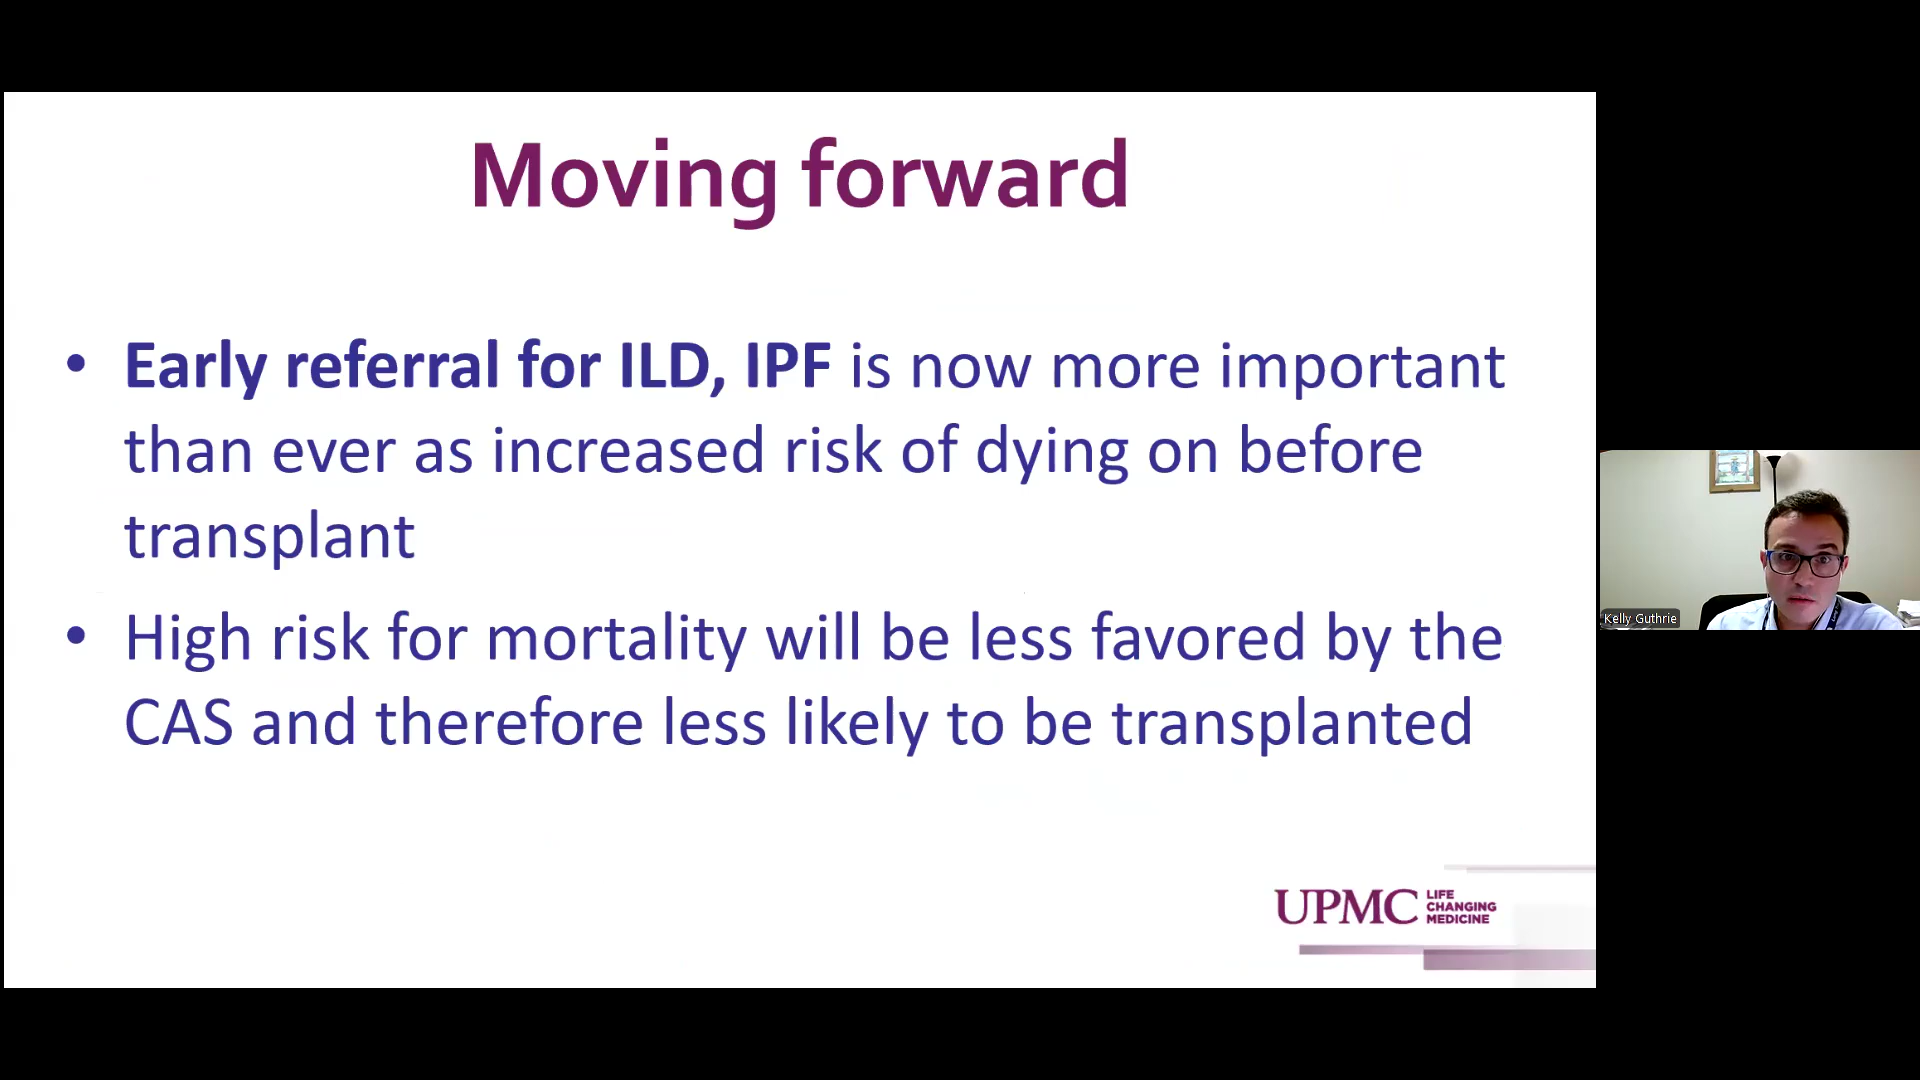 Moving forward
• Early referral for ILD, IPF is now more important
than ever as increased risk of dying on before
transplant
• High risk for mortality will be less favored by the
CAS and therefore less likely to be transplanted
UPMC LIFE
CHANGING
MEDICINE
Kelly Guthrie